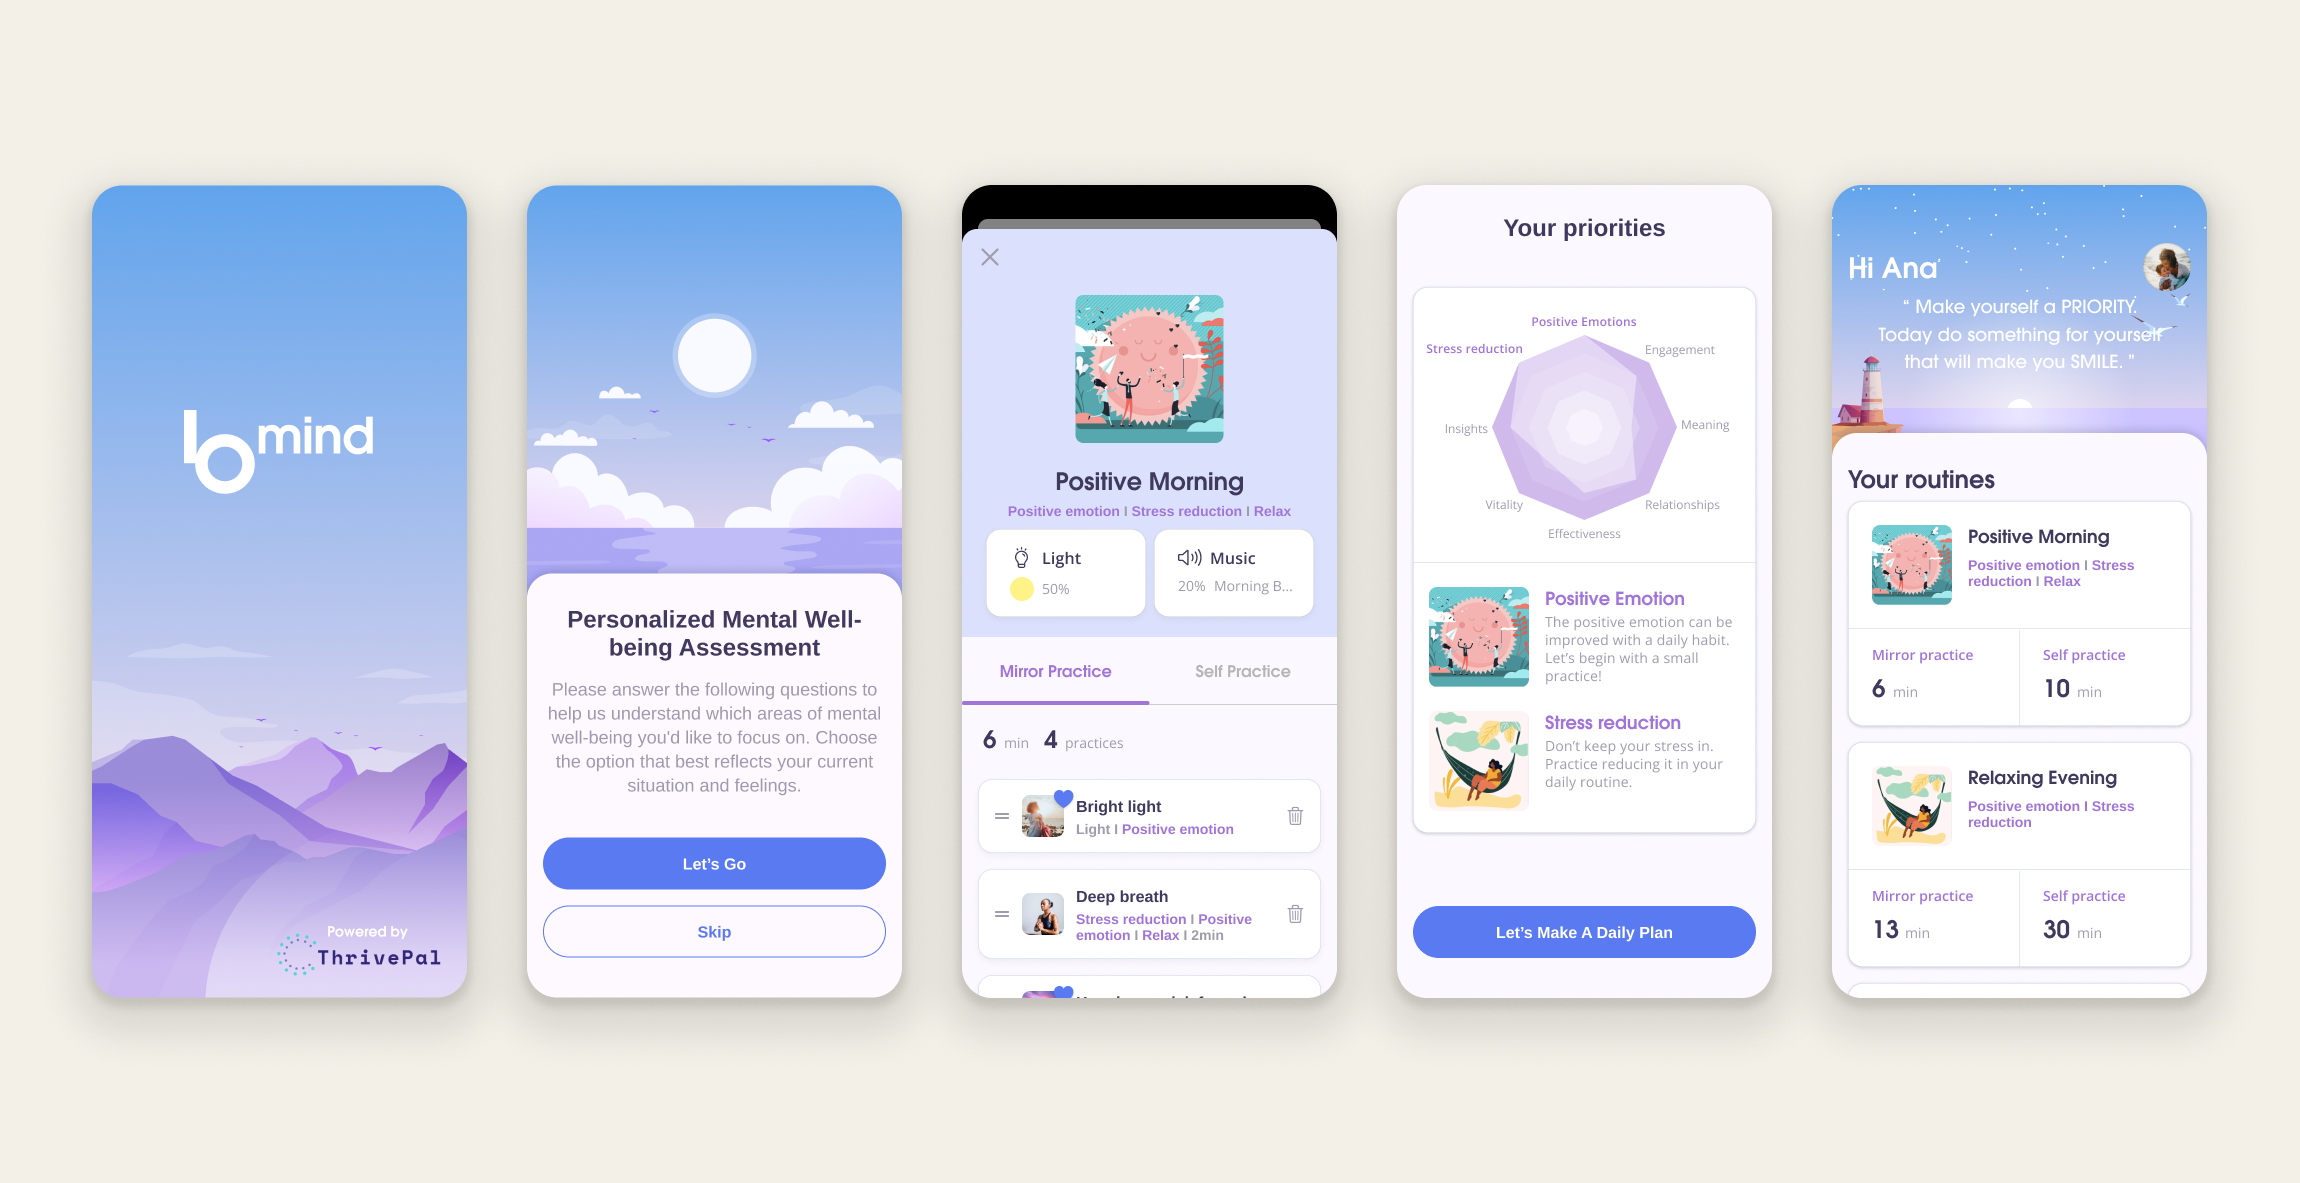 bmind
Powered by
ThrivePal
Personalized Mental Well-
being Assessment
Please answer the following questions to
help us understand which areas of mental
well-being you'd like to focus on. Choose
the option that best reflects your current
situation and feelings.
Let's Go
Skip
Positive Morning
Positive emotion I Stress reduction I Relax
Light
50%
Music
20% Morning B...
Mirror Practice
Self Practice
6 min 4 practices
Bright light
Light I Positive emotion
Deep breath
Stress reduction I Positive
emotion I Relax I 2min
Your priorities
Positive Emotions
Stress reduction
Engagement
Insights
Meaning
Vitality
Relationships
Effectiveness
Positive Emotion
The positive emotion can be
improved with a daily habit.
Let's begin with a small
practice!
Stress reduction
Don't keep your stress in.
Practice reducing it in your
daily routine.
Let's Make A Daily Plan
Hi Ana
“ Make yourself a PRIORITY.
Today do something for yourself
that will make you SMILE. ”
Your routines
Positive Morning
Positive emotion I Stress
reduction I Relax
Mirror practice
6 min
Self practice
10 min
Relaxing Evening
Positive emotion I Stress
reduction
Mirror practice
13 min
Self practice
30 min